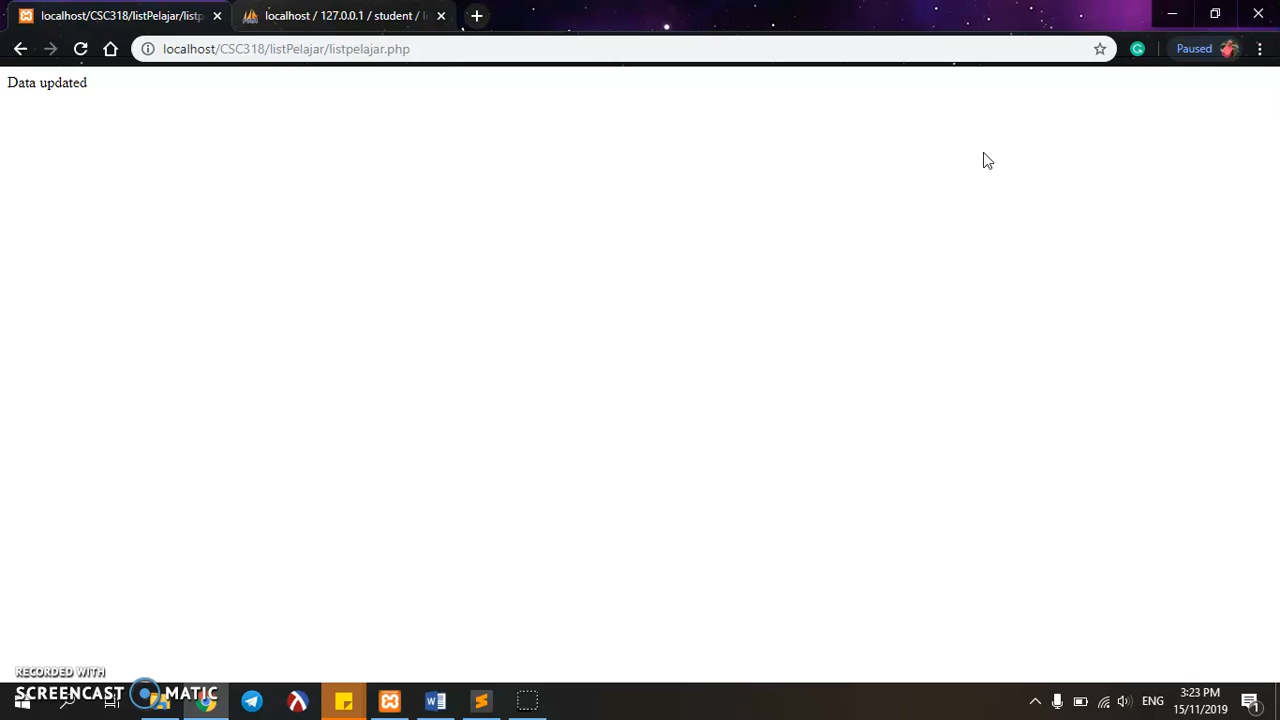 localhost/CSC318/listPelajar/listp
localhost / 127.0.0.1 / student / l
localhost/CSC318/listPelajar/listpelajar.php
Paused
Data updated
RECORDED WITH
SCREENCAST MATIC
ENG
3:23 PM
15/11/2019
1